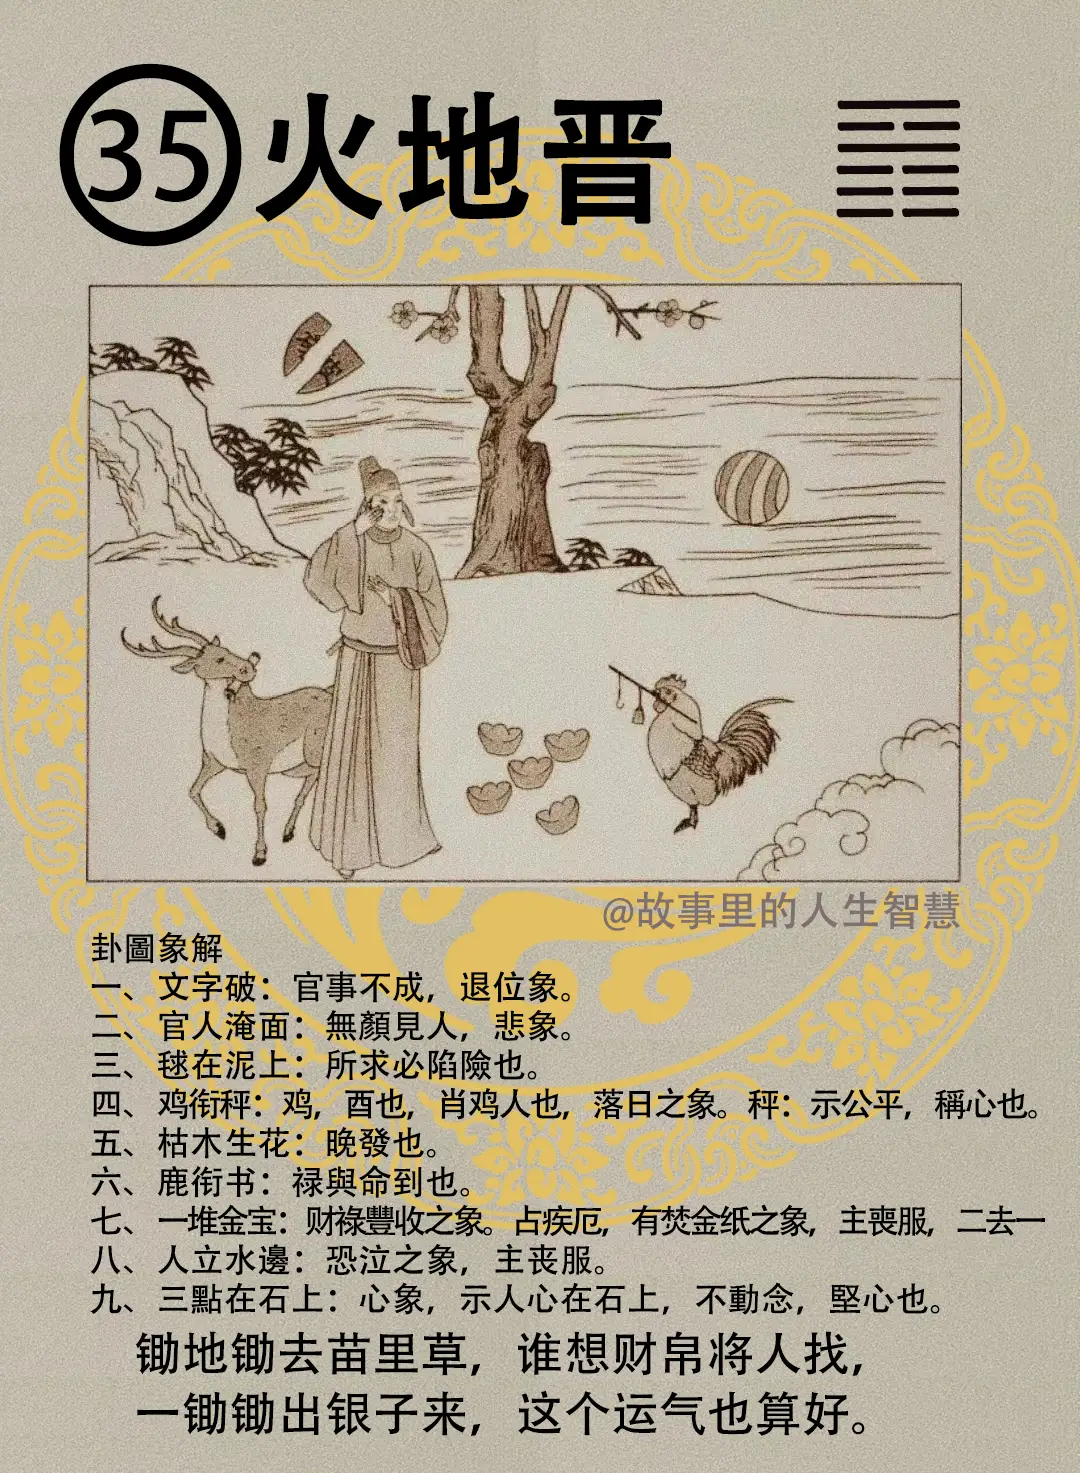 35 火地晋
@故事里的人生智慧
卦圖象解
一、文字破：官事不成，退位象。
二、官人淹面：無顏見人，悲象。
三、毬在泥上：所求必陷險也。
四、鸡銜秤：鸡，酉也，肖鸡人也，落日之象。秤：示公平，稱心也。
五、枯木生花：晚發也。
六、鹿衔书：禄與命到也。
七、一堆金宝：财祿豐收之象。占疾厄，有焚金纸之象，主喪服，二去一
八、人立水邊：恐泣之象，主丧服。
九、三點在石上：心象，示人心在石上，不動念，堅心也。
锄地锄去苗里草，谁想财帛将人找，
一锄锄出银子来，这个运气也算好。